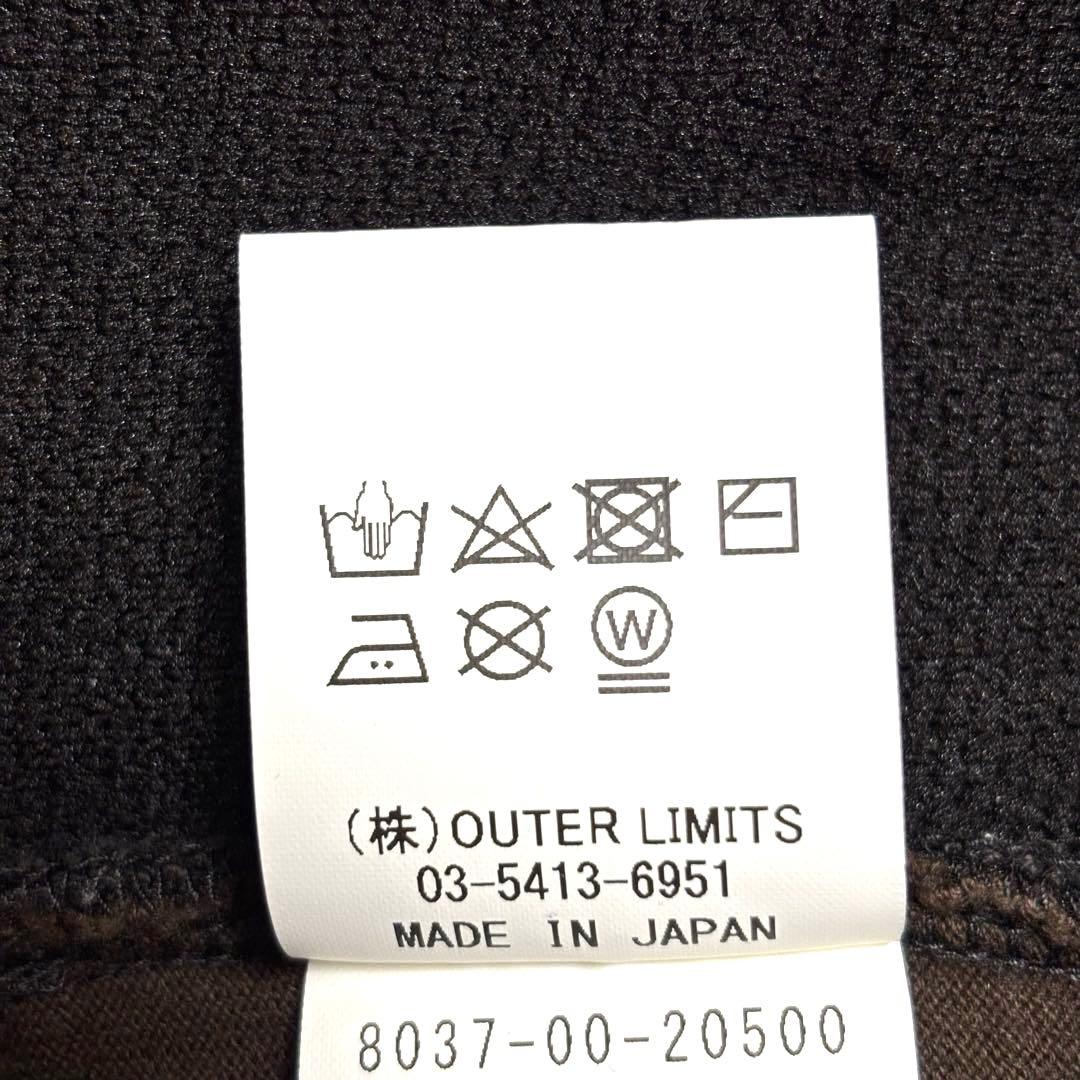 W
(株)OUTER LIMITS
03-5413-6951
MADE IN JAPAN
8037-00-20500